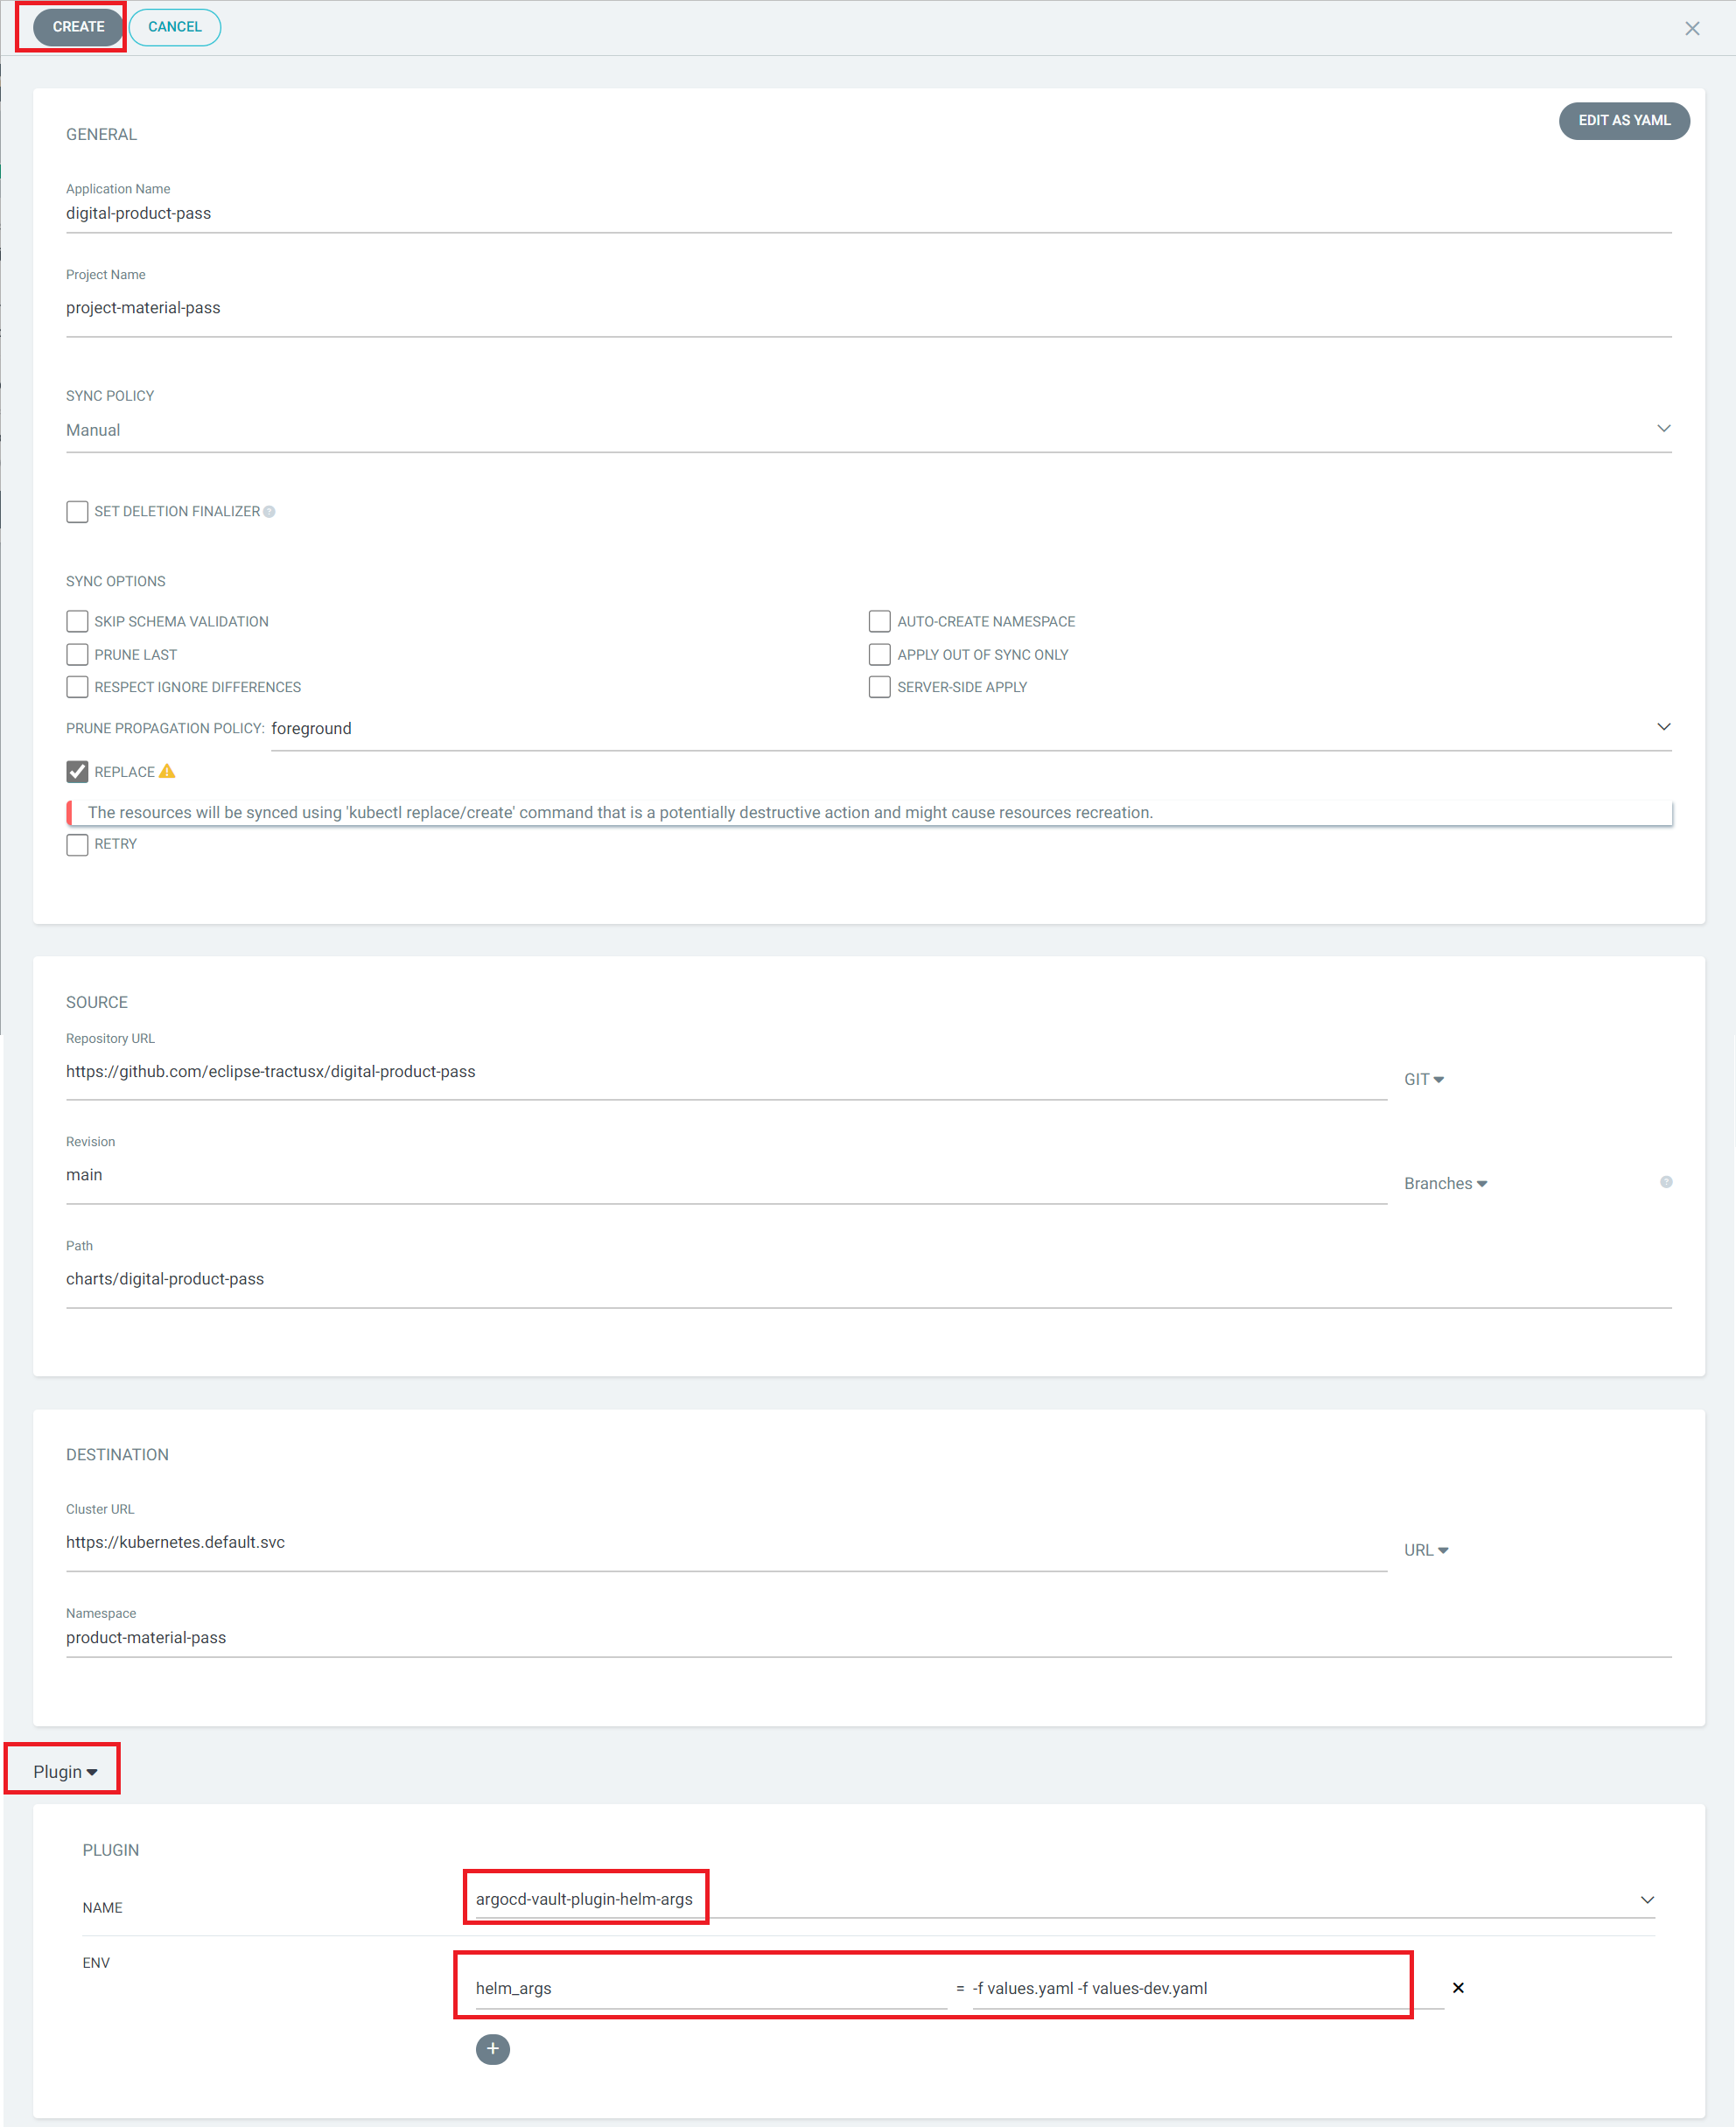 CREATE CANCEL
GENERAL
EDIT AS YAML
Application Name
digital-product-pass
Project Name
project-material-pass
SYNC POLICY
Manual
SET DELETION FINALIZER ?
SYNC OPTIONS
SKIP SCHEMA VALIDATION AUTO-CREATE NAMESPACE
PRUNE LAST APPLY OUT OF SYNC ONLY
RESPECT IGNORE DIFFERENCES SERVER-SIDE APPLY
PRUNE PROPAGATION POLICY: foreground
REPLACE
The resources will be synced using 'kubectl replace/create' command that is a potentially destructive action and might cause resources recreation.
RETRY
SOURCE
Repository URL
https://github.com/eclipse-tractusx/digital-product-pass
GIT
Revision
main
Branches ?
Path
charts/digital-product-pass
DESTINATION
Cluster URL
https://kubernetes.default.svc
URL
Namespace
product-material-pass
Plugin
PLUGIN
NAME argocd-vault-plugin-helm-args
ENV
helm_args = -f values.yaml -f values-dev.yaml
+